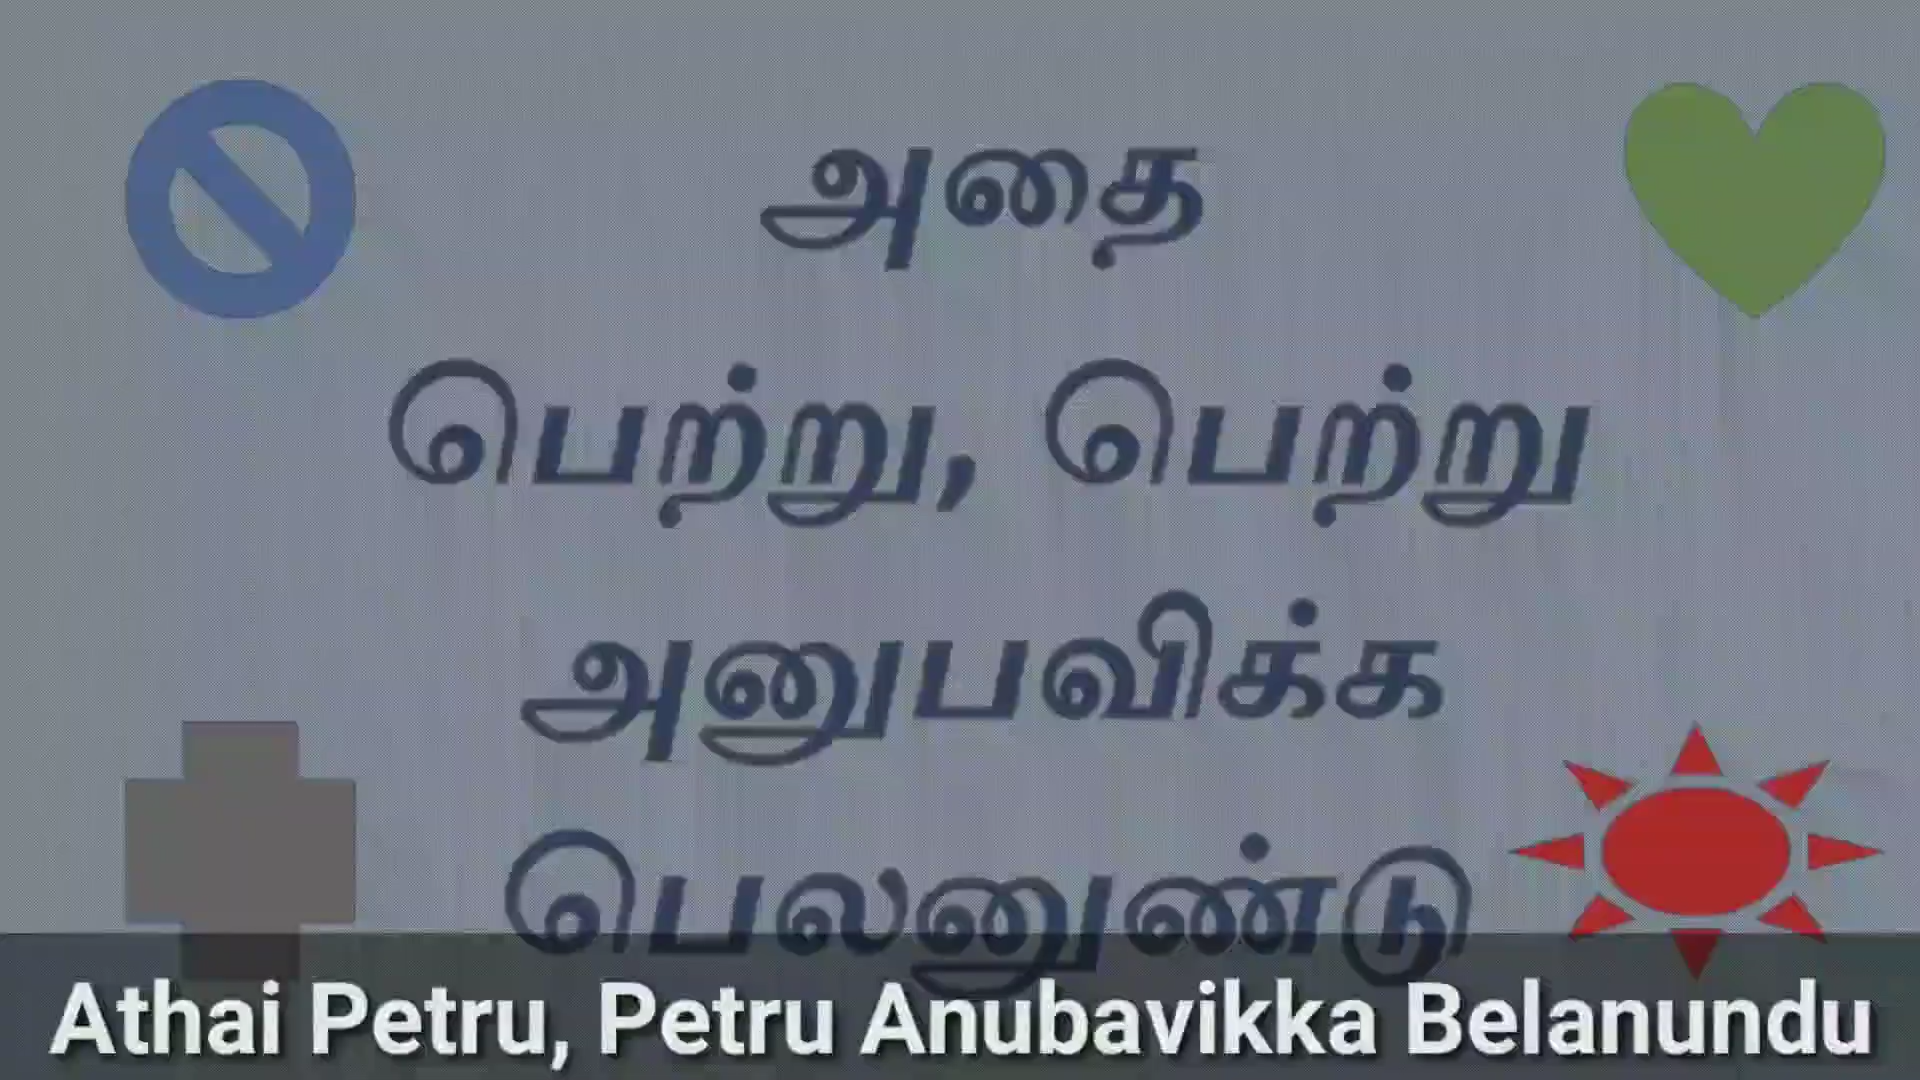 அதை
பெற்று, பெற்று
அனுபவிக்க
பெலனுண்டு
Athai Petru, Petru Anubavikka Belanundu